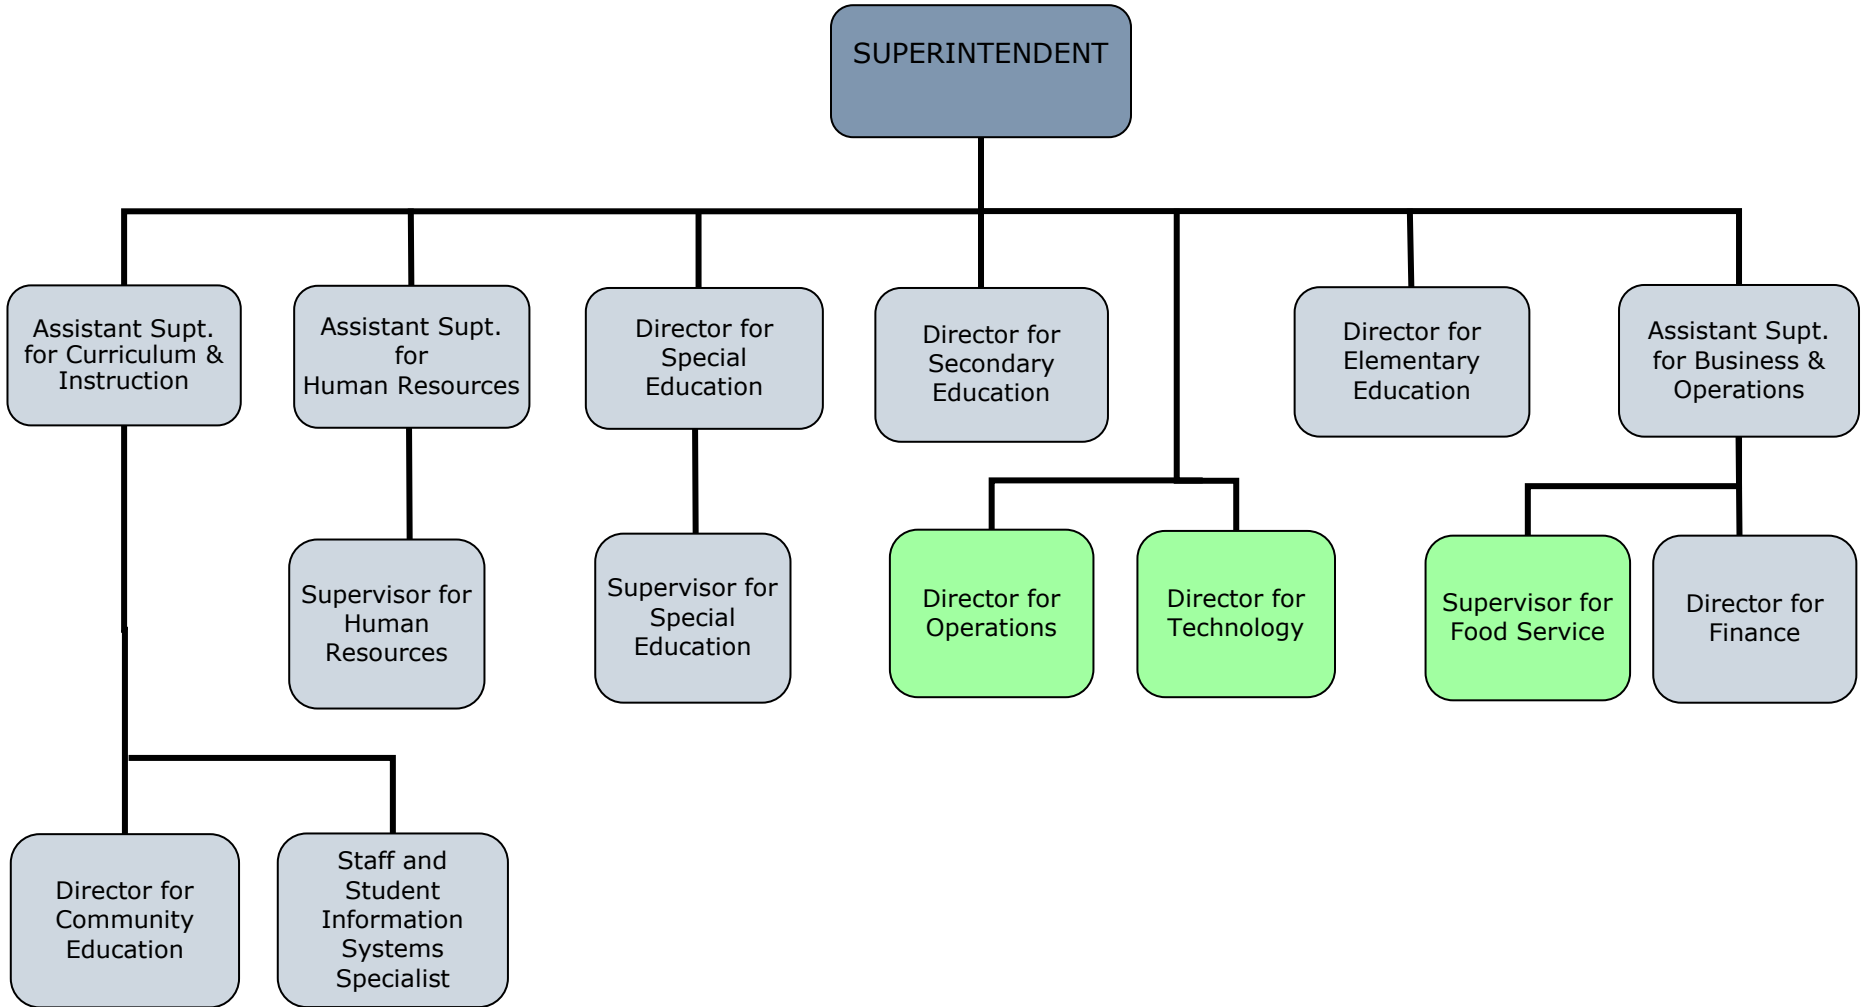 SUPERINTENDENT
Assistant Supt.
for Curriculum &
Instruction
Assistant Supt.
for
Human Resources
Director for
Special
Education
Director for
Secondary
Education
Director for
Elementary
Education
Assistant Supt.
for Business &
Operations
Supervisor for
Human
Resources
Supervisor for
Special
Education
Director for
Operations
Director for
Technology
Supervisor for
Food Service
Director for
Finance
Director for
Community
Education
Staff and
Student
Information
Systems
Specialist